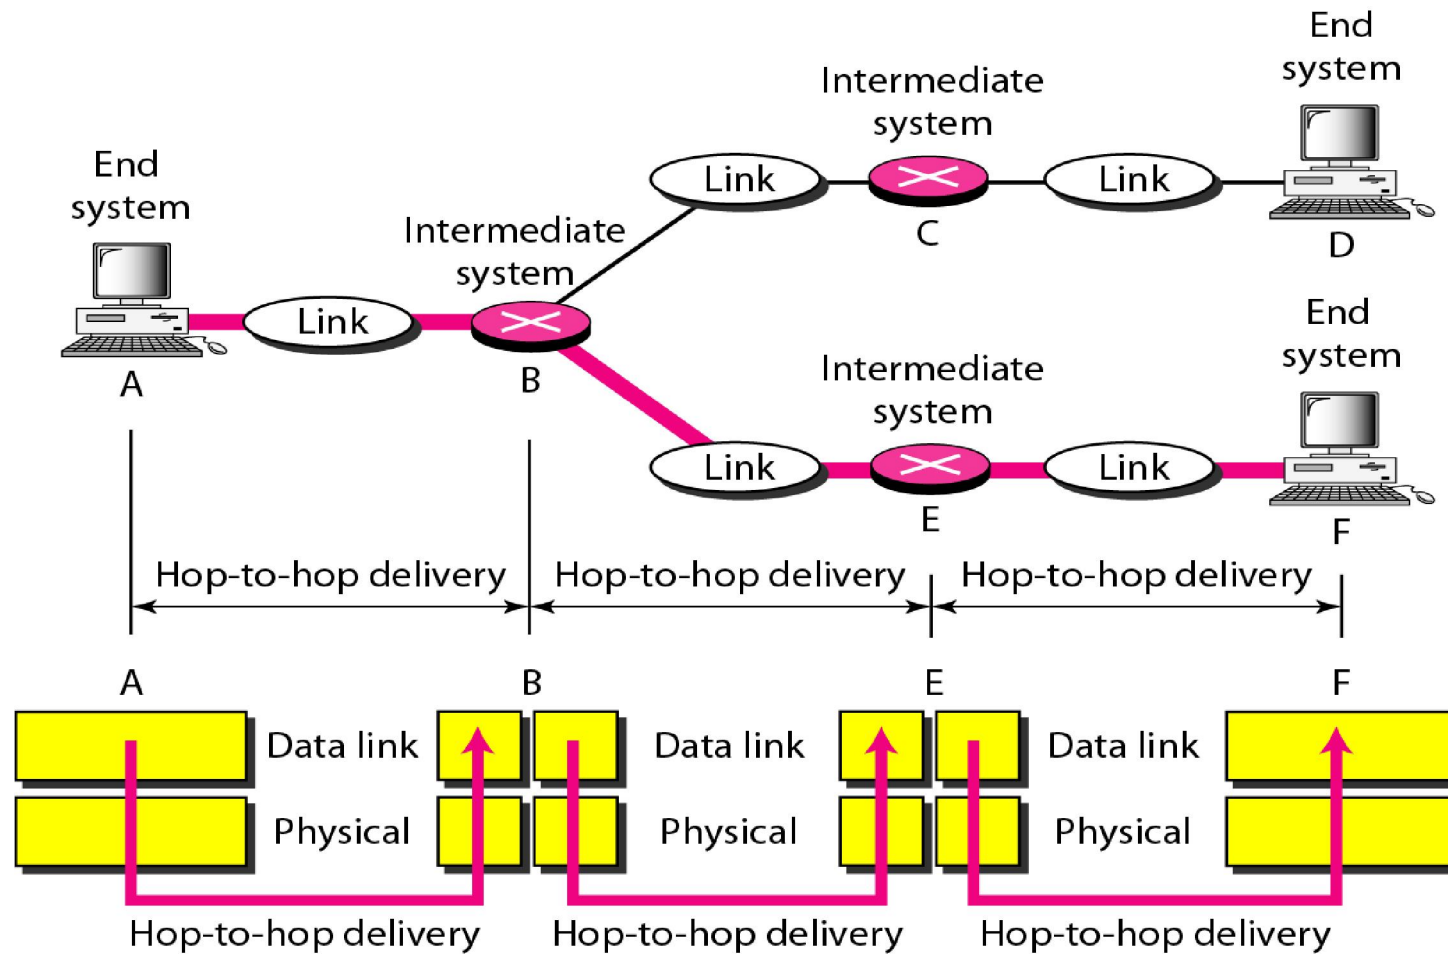 End
system
Intermediate
system
Link
Link
C
D
End
system
Intermediate
system
Link
A
B
End
system
Intermediate
system
Link
Link
E
F
Hop-to-hop delivery
Hop-to-hop delivery
Hop-to-hop delivery
A
B
E
F
Data link
Data link
Data link
Physical
Physical
Physical
Hop-to-hop delivery
Hop-to-hop delivery
Hop-to-hop delivery